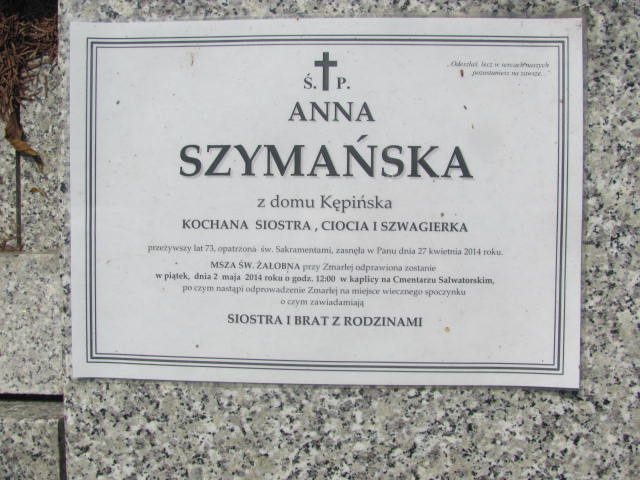 „Odeszłaś, lecz w sercach naszych
pozostaniesz na zawsze...
Ś. P.
ANNA
SZYMAŃSKA
z domu Kępińska
KOCHANA SIOSTRA , CIOCIA I SZWAGIERKA
przeżywszy lat 73, opatrzona św. Sakramentami, zasnęła w Panu dnia 27 kwietnia 2014 roku.
MSZA ŚW. ŻAŁOBNA przy Zmarłej odprawiona zostanie
w piątek, dnia 2 maja 2014 roku o godz. 12:00 w kaplicy na Cmentarzu Salwatorskim,
po czym nastąpi odprowadzenie Zmarłej na miejsce wiecznego spoczynku
o czym zawiadamiają
SIOSTRA I BRAT Z RODZINAMI